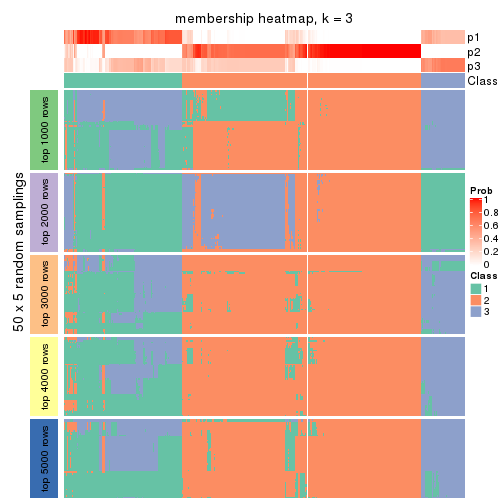 membership heatmap, k = 3
p1
p2
p3
Class
50 x 5 random samplings
top 1000 rows
top 2000 rows
top 3000 rows
top 4000 rows
top 5000 rows
Prob
1
0.8
0.6
0.4
0.2
0
Class
1
2
3